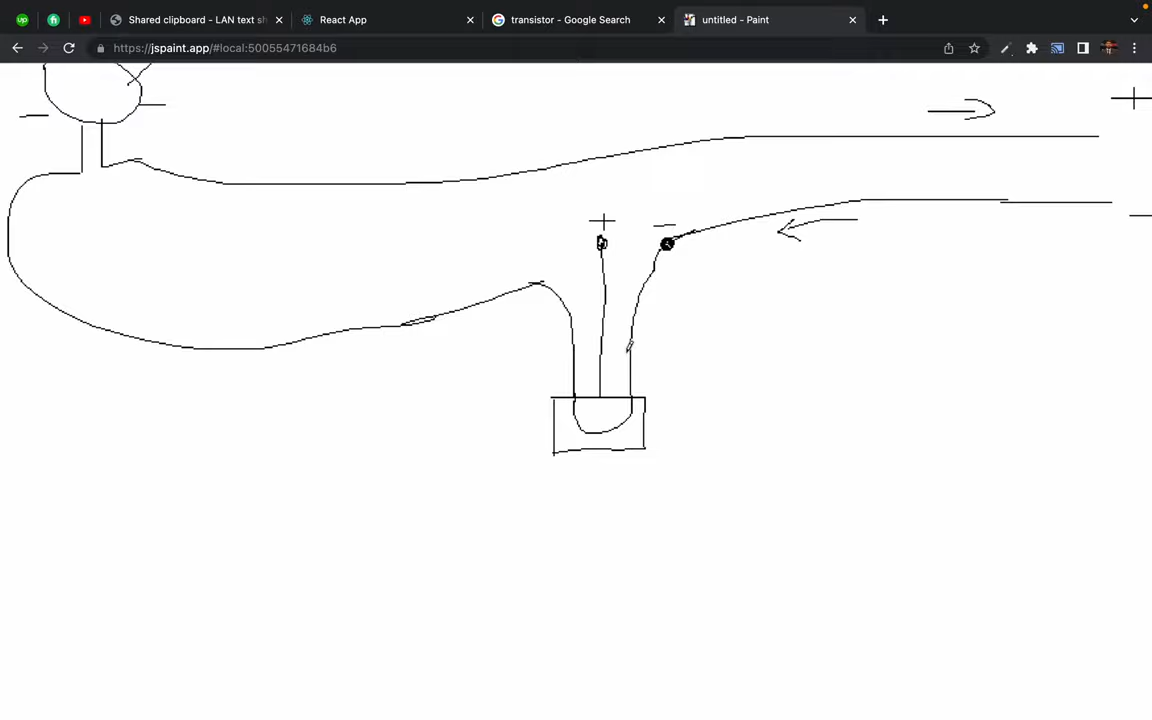 Shared clipboard - LAN text sh
React App
transistor - Google Search
untitled - Paint
https://jspaint.app/#local:50055471684b6
+
-
-
+
-
-